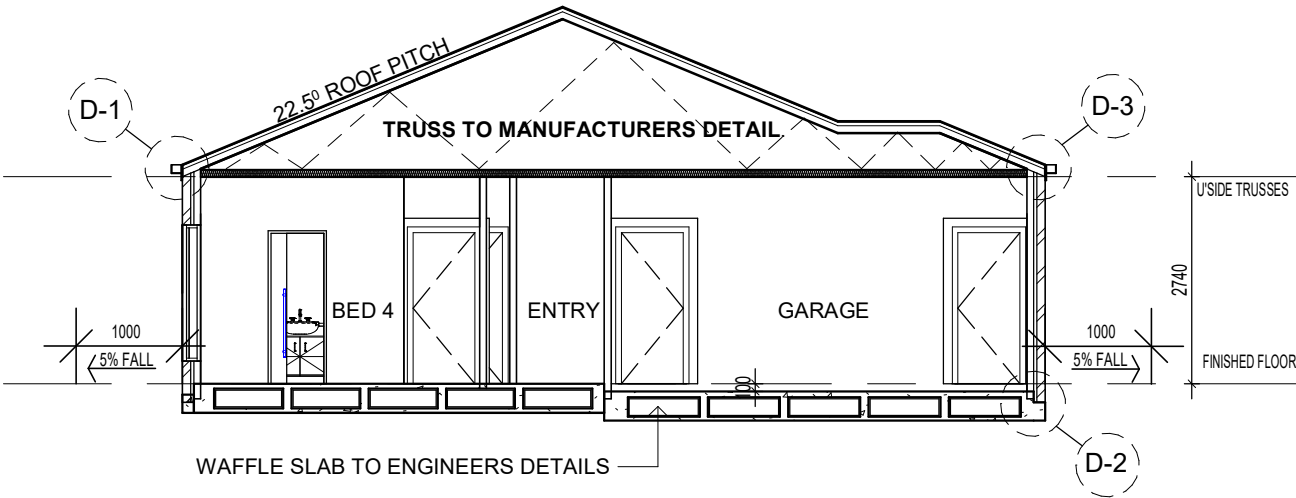 22.5⁰ ROOF PITCH
D-1
D-3
TRUSS TO MANUFACTURERS DETAIL
U'SIDE TRUSSES
2740
BED 4
ENTRY
GARAGE
1000
5% FALL
1000
5% FALL
FINISHED FLOOR
100
WAFFLE SLAB TO ENGINEERS DETAILS
D-2